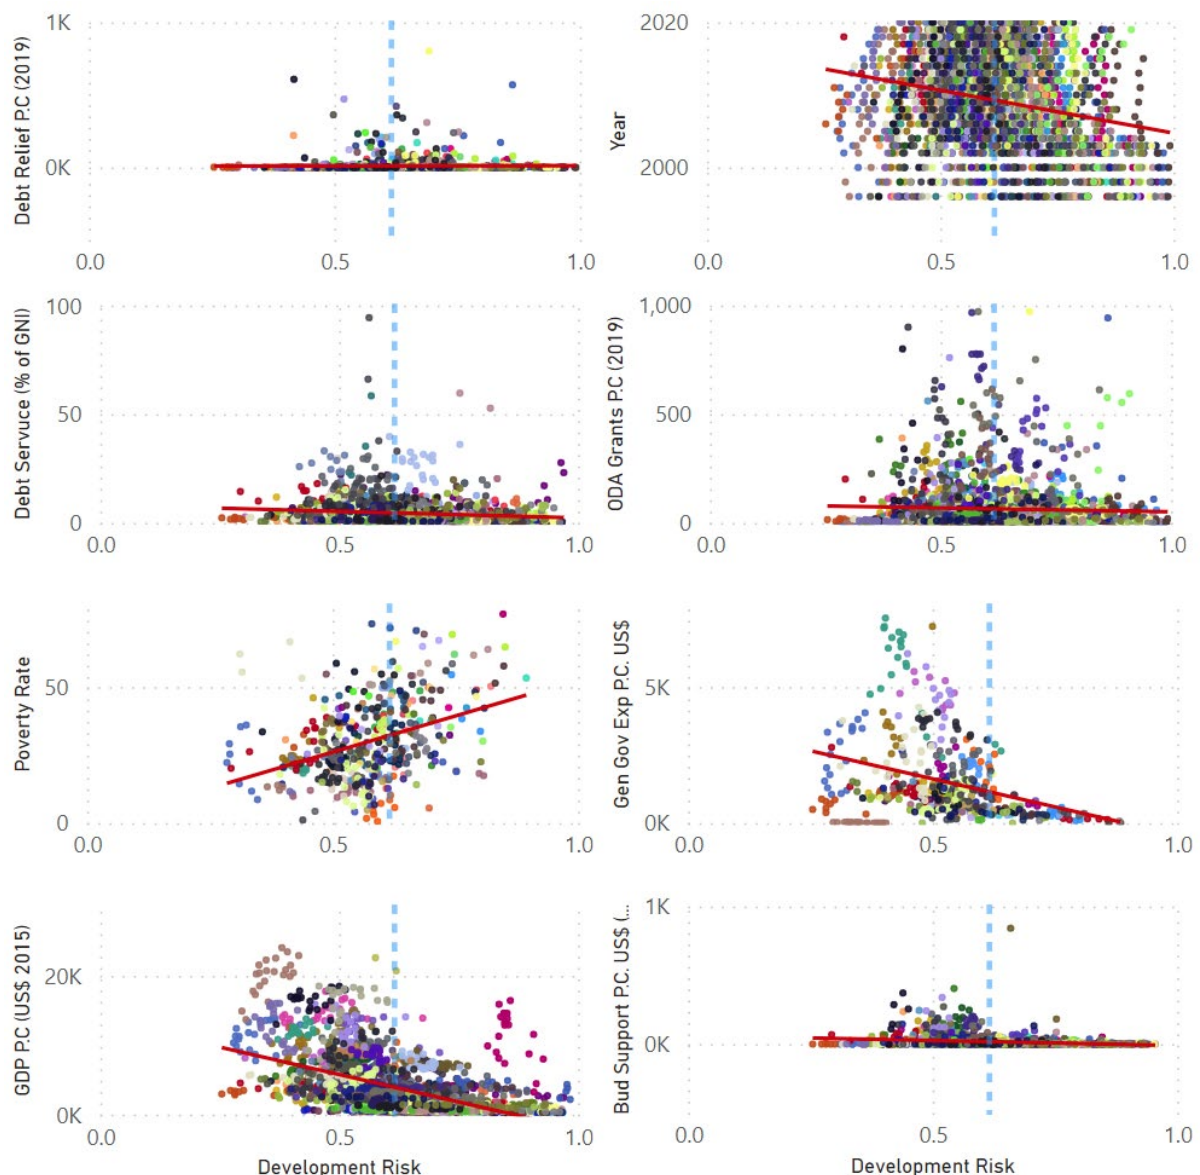 1K
Debt Relief P.C (2019)
0K
0.0 0.5 1.0
2020
Year
2000
0.0 0.5 1.0
100
Debt Servuce (% of GNI)
50
0
0.0 0.5 1.0
1,000
ODA Grants P.C (2019)
500
0
0.0 0.5 1.0
Poverty Rate
50
0
0.0 0.5 1.0
Gen Gov Exp P.C. US$
5K
0K
0.0 0.5 1.0
GDP P.C (US$ 2015)
20K
10K
0K
0.0 0.5 1.0
Development Risk
1K
Bud Support P.C. US$ (...
0K
0.0 0.5 1.0
Development Risk